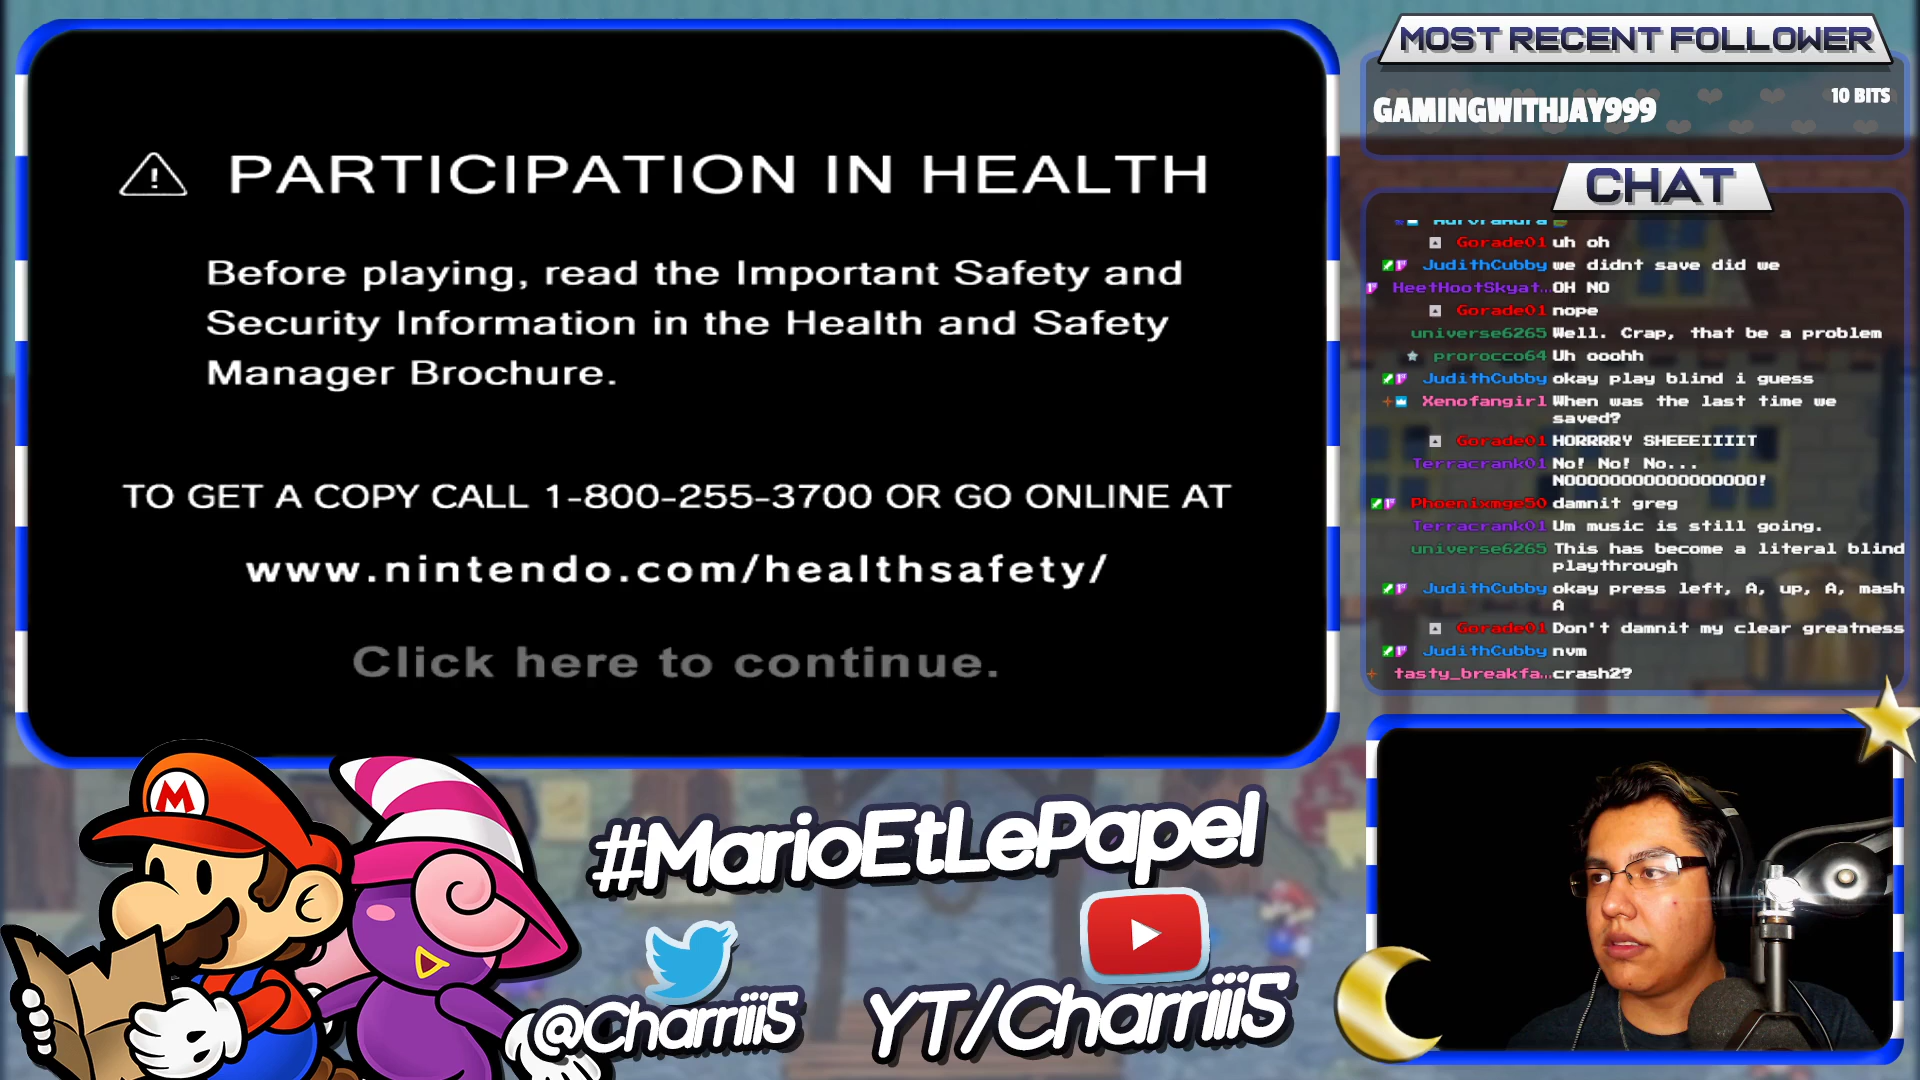 PARTICIPATION IN HEALTH
Before playing, read the Important Safety and
Security Information in the Health and Safety
Manager Brochure.
TO GET A COPY CALL 1-800-255-3700 OR GO ONLINE AT
www.nintendo.com/healthsafety/
Click here to continue.
MOST RECENT FOLLOWER
GAMINGWITHJAY999
10 BITS
CHAT
Gorade01 uh oh
JudithCubby we didnt save did we
HeetHootSkyat... OH NO
Gorade01 nope
universe6265 Well. Crap, that be a problem
prorocco64 Uh ooohh
JudithCubby okay play blind i guess
Xenofangirl When was the last time we
saved?
Gorade01 HORRRRY SHEEEIIIIT
Terracrank01 No! No! No...
NOOOOOOOOOOOOOOOOO!
Phoenixmge50 damnit greg
Terracrank01 Um music is still going.
universe6265 This has become a literal blind
playthrough
JudithCubby okay press left, A, up, A, mash
A
Gorade01 Don't damnit my clear greatness
JudithCubby nvm
tasty_breakfa... crash2?
M
#MarioEtLePapel
@Charriii5
YT/Charriii5